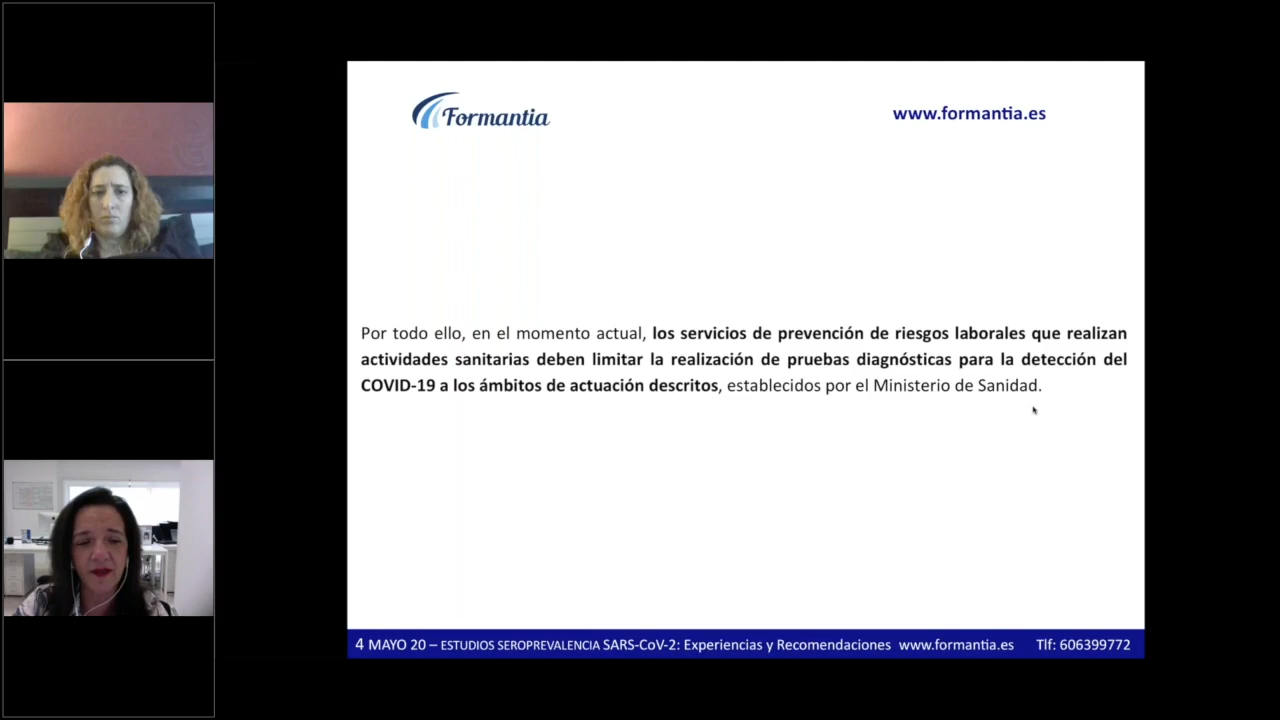 Formantia
www.formantia.es
Por todo ello, en el momento actual, los servicios de prevención de riesgos laborales que realizan
actividades sanitarias deben limitar la realización de pruebas diagnósticas para la detección del
COVID-19 a los ámbitos de actuación descritos, establecidos por el Ministerio de Sanidad.
4 MAYO 20 – ESTUDIOS SEROPREVALENCIA SARS-CoV-2: Experiencias y Recomendaciones www.formantia.es Tlf: 606399772